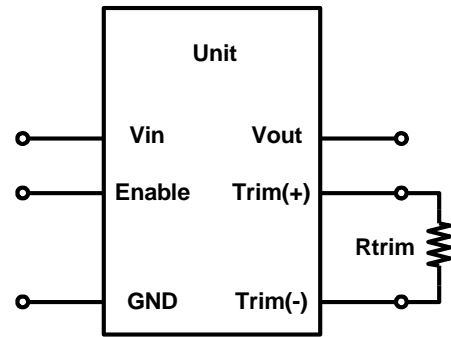 Unit
Vin Vout
Enable Trim(+)
Rtrim
GND Trim(-)